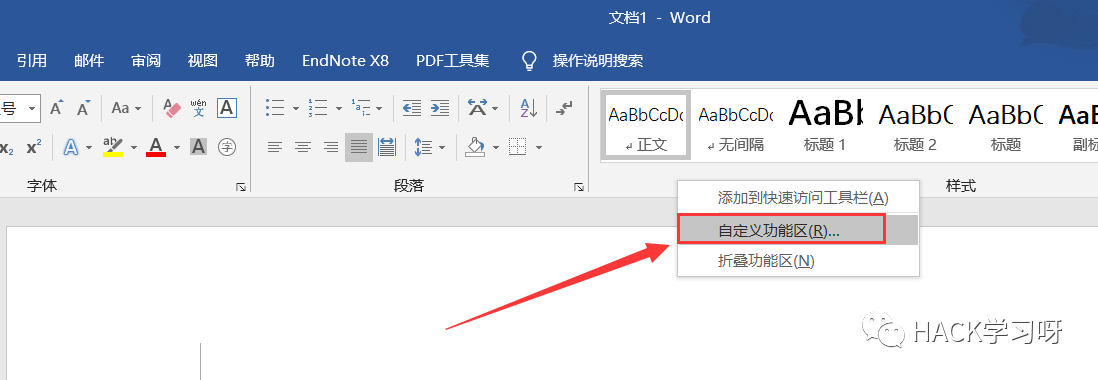 文档1 - Word
引用 邮件 审阅 视图 帮助 EndNote X8 PDF工具集 操作说明搜索
号 A A Aa A wén A A Z
AaBbCcDc AaBbCcDc AaBb AaBbC AaBbC AaB
正文 无间隔 标题 1 标题 2 标题 副标
x₂ x² A ab A A 字
字体 段落 样式
添加到快速访问工具栏(A)
自定义功能区(R)...
折叠功能区(N)
HACK学习呀